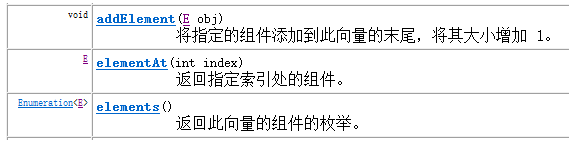 void addElement(E obj)
将指定的组件添加到此向量的末尾，将其大小增加 1。
E elementAt(int index)
返回指定索引处的组件。
Enumeration<E> elements()
返回此向量的组件的枚举。